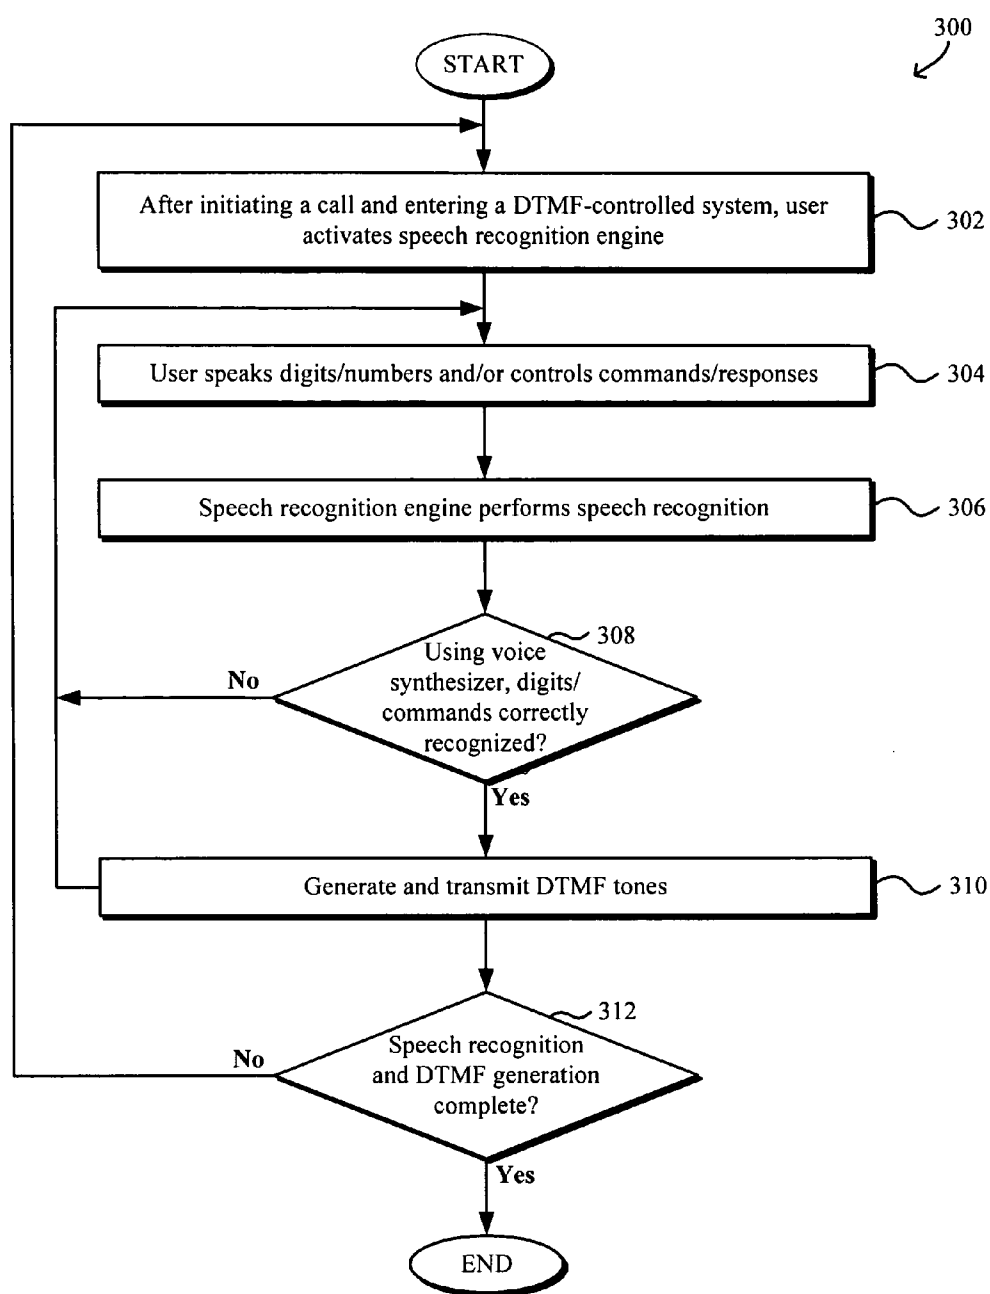 300
START
After initiating a call and entering a DTMF-controlled system, user
activates speech recognition engine
302
User speaks digits/numbers and/or controls commands/responses
304
Speech recognition engine performs speech recognition
306
308
Using voice
synthesizer, digits/
commands correctly
recognized?
No
Yes
Generate and transmit DTMF tones
310
312
Speech recognition
and DTMF generation
complete?
No
Yes
END